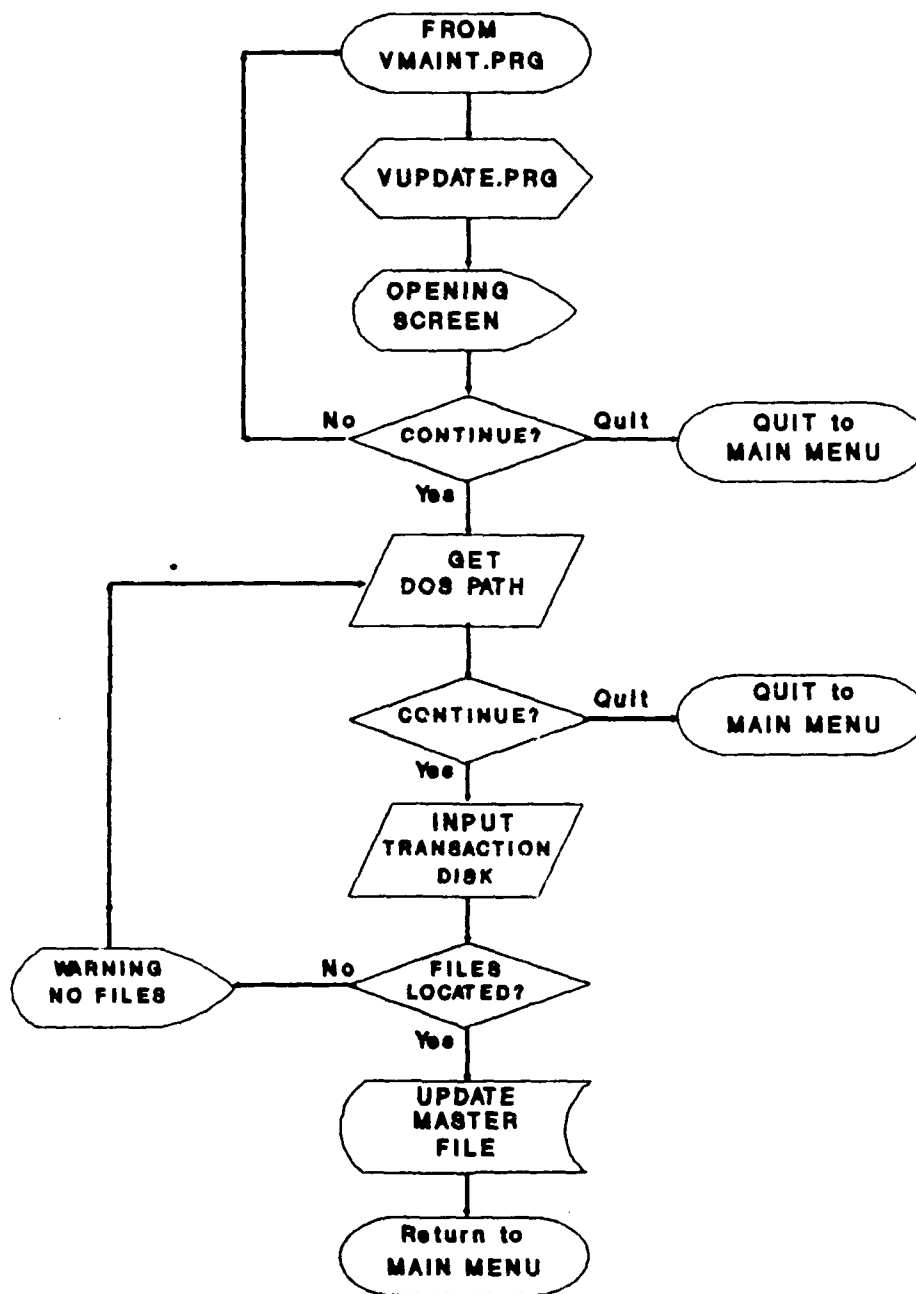 FROM
VMAINT.PRG
VUPDATE.PRG
OPENING
SCREEN
No
CONTINUE?
Quit
QUIT to
MAIN MENU
Yes
GET
DOS PATH
CONTINUE?
Quit
QUIT to
MAIN MENU
Yes
INPUT
TRANSACTION
DISK
WARNING
NO FILES
No
FILES
LOCATED?
Yes
UPDATE
MASTER
FILE
Return to
MAIN MENU